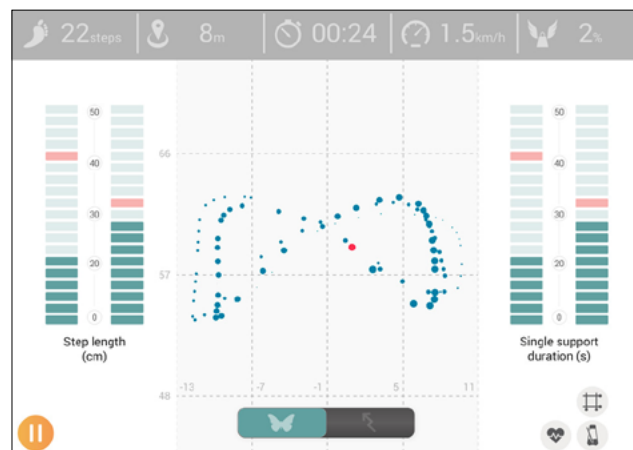 22steps 8m 00:24 1.5km/h 2%
50 50
66
40 40
30 30
20 57 20
10 10
0 0
Step length Single support
(cm) duration (s)
-13 -7 -1 5 11
48